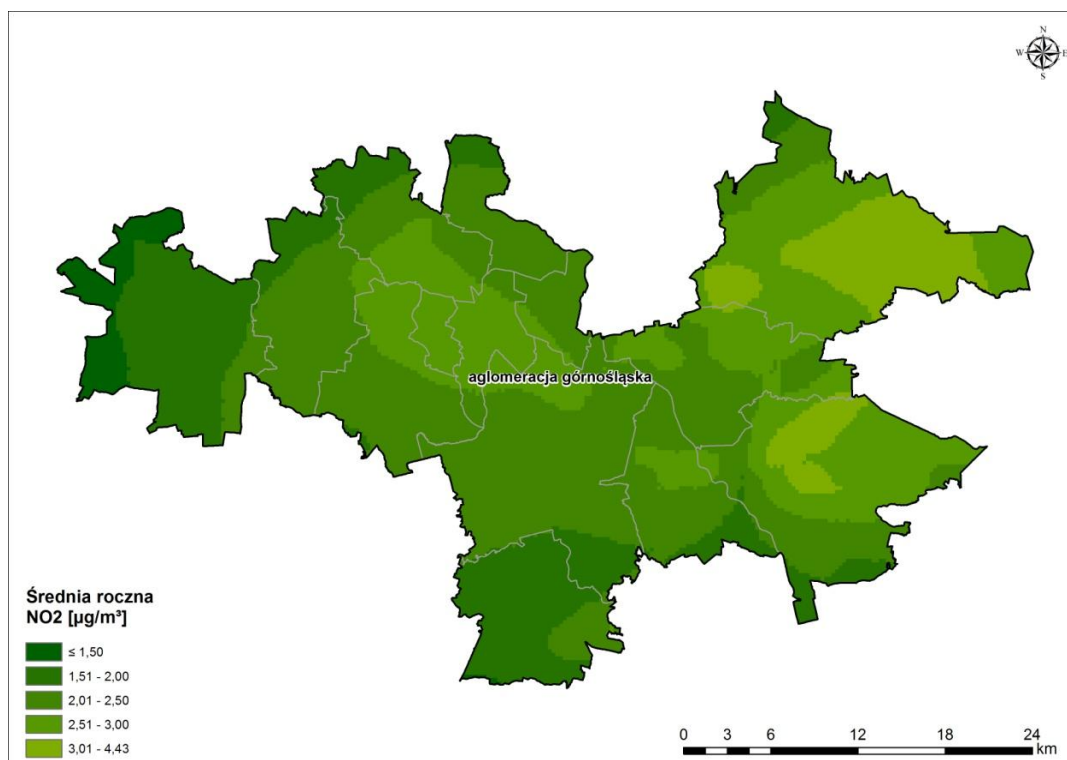 N
W E
S
aglomeracja górnośląska
Średnia roczna
NO2 [µg/m³]
≤ 1,50
1,51 - 2,00
2,01 - 2,50
2,51 - 3,00
3,01 - 4,43
0 3 6 12 18 24
km